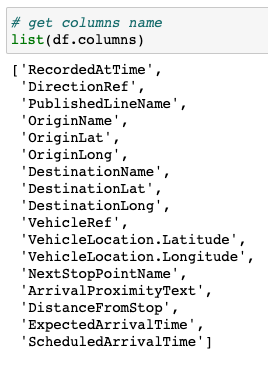 # get columns name
list(df.columns)
['RecordedAtTime',
'DirectionRef',
'PublishedLineName',
'OriginName',
'OriginLat',
'OriginLong',
'DestinationName',
'DestinationLat',
'DestinationLong',
'VehicleRef',
'VehicleLocation.Latitude',
'VehicleLocation.Longitude',
'NextStopPointName',
'ArrivalProximityText',
'DistanceFromStop',
'ExpectedArrivalTime',
'ScheduledArrivalTime']